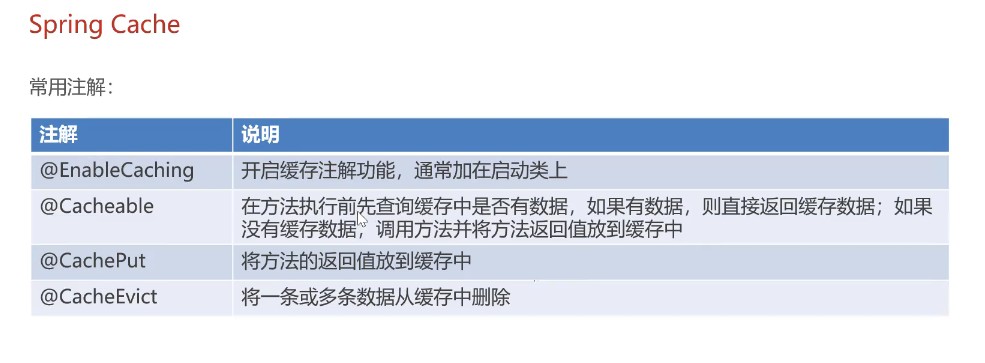 Spring Cache
常用注解：
注解 说明
@EnableCaching 开启缓存注解功能，通常加在启动类上
@Cacheable 在方法执行前先查询缓存中是否有数据，如果有数据，则直接返回缓存数据；如果
没有缓存数据，调用方法并将方法返回值放到缓存中
@CachePut 将方法的返回值放到缓存中
@CacheEvict 将一条或多条数据从缓存中删除